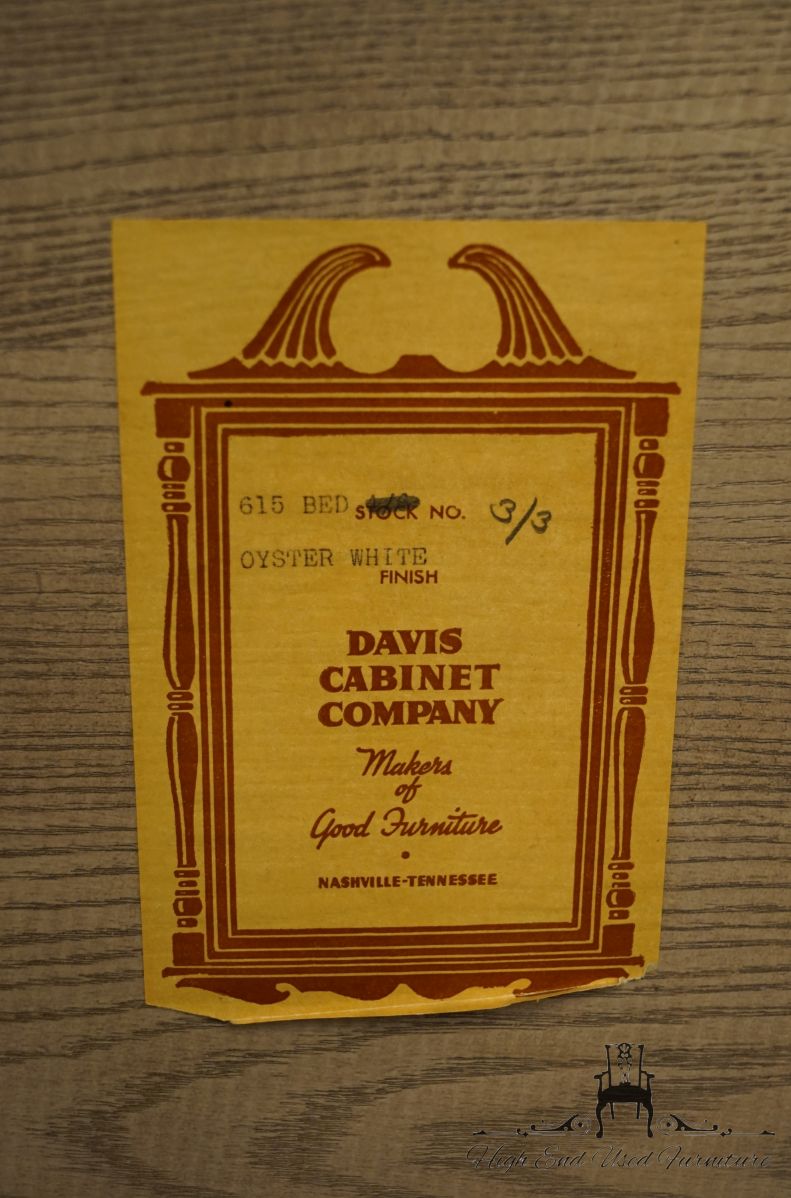 615 BED STOCK NO. 3/3
OYSTER WHITE
FINISH
DAVIS
CABINET
COMPANY
Makers
of
Good Furniture
NASHVILLE-TENNESSEE
High End Used Furniture